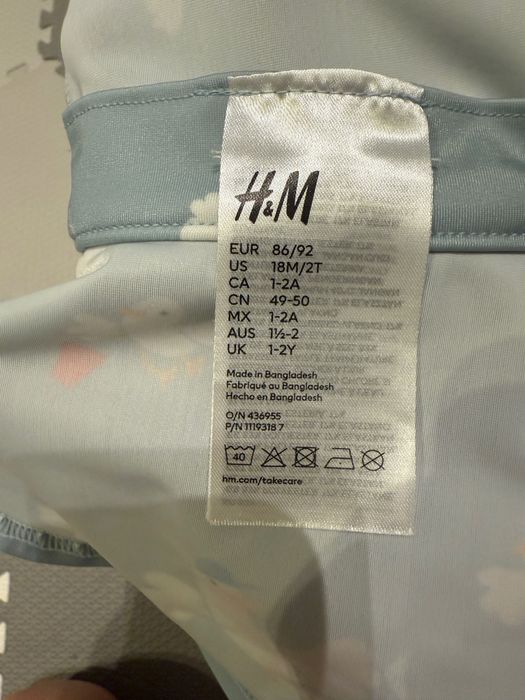 H&M
EUR 86/92
US 18M/2T
CA 1-2A
CN 49-50
MX 1-2A
AUS 1½-2
UK 1-2Y
Made in Bangladesh
Fabriqué au Bangladesh
Hecho en Bangladesh
O/N 436955
P/N 1119318 7
40
hm.com/takecare